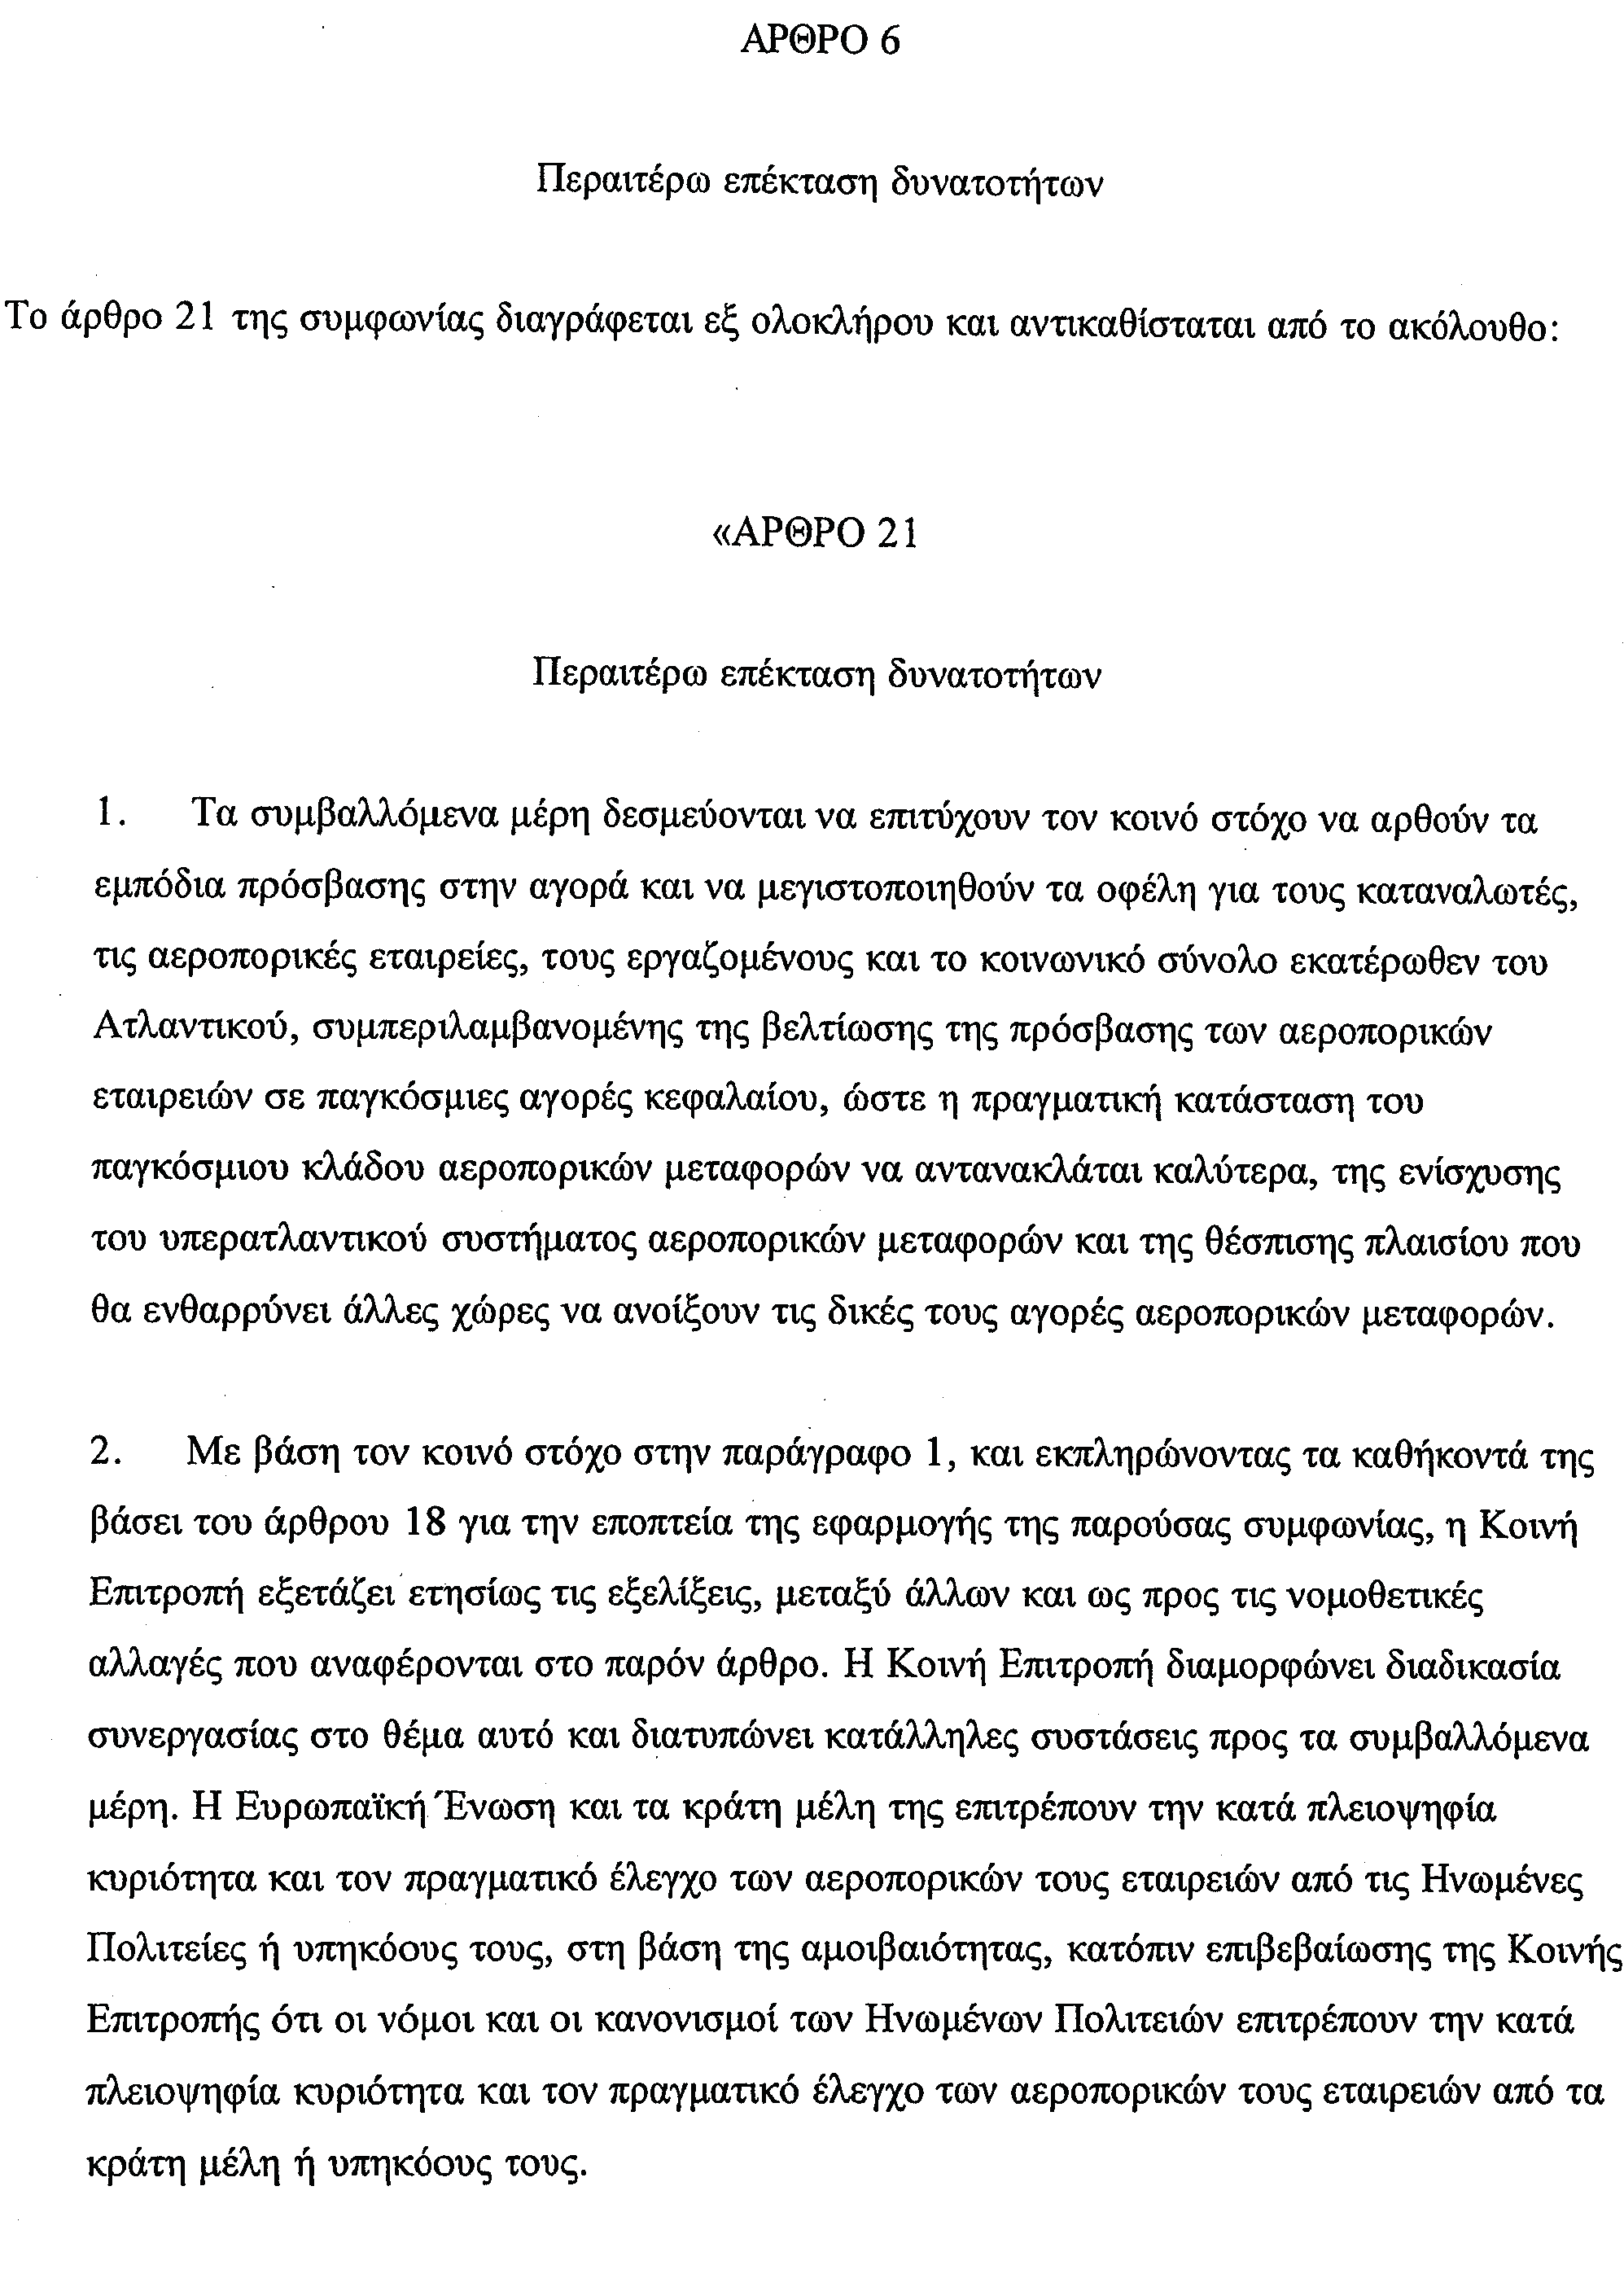 ΑΡΘΡΟ 6
Περαιτέρω επέκταση δυνατοτήτων
Το άρθρο 21 της συμφωνίας διαγράφεται εξ ολοκλήρου και αντικαθίσταται από το ακόλουθο:
«ΑΡΘΡΟ 21
Περαιτέρω επέκταση δυνατοτήτων
1. Τα συμβαλλόμενα μέρη δεσμεύονται να επιτύχουν τον κοινό στόχο να αρθούν τα
εμπόδια πρόσβασης στην αγορά και να μεγιστοποιηθούν τα οφέλη για τους καταναλωτές,
τις αεροπορικές εταιρείες, τους εργαζομένους και το κοινωνικό σύνολο εκατέρωθεν του
Ατλαντικού, συμπεριλαμβανομένης της βελτίωσης της πρόσβασης των αεροπορικών
εταιρειών σε παγκόσμιες αγορές κεφαλαίου, ώστε η πραγματική κατάσταση του
παγκόσμιου κλάδου αεροπορικών μεταφορών να αντανακλάται καλύτερα, της ενίσχυσης
του υπερατλαντικού συστήματος αεροπορικών μεταφορών και της θέσπισης πλαισίου που
θα ενθαρρύνει άλλες χώρες να ανοίξουν τις δικές τους αγορές αεροπορικών μεταφορών.
2. Με βάση τον κοινό στόχο στην παράγραφο 1, και εκπληρώνοντας τα καθήκοντά της
βάσει του άρθρου 18 για την εποπτεία της εφαρμογής της παρούσας συμφωνίας, η Κοινή
Επιτροπή εξετάζει ετησίως τις εξελίξεις, μεταξύ άλλων και ως προς τις νομοθετικές
αλλαγές που αναφέρονται στο παρόν άρθρο. Η Κοινή Επιτροπή διαμορφώνει διαδικασία
συνεργασίας στο θέμα αυτό και διατυπώνει κατάλληλες συστάσεις προς τα συμβαλλόμενα
μέρη. Η Ευρωπαϊκή Ένωση και τα κράτη μέλη της επιτρέπουν την κατά πλειοψηφία
κυριότητα και τον πραγματικό έλεγχο των αεροπορικών τους εταιρειών από τις Ηνωμένες
Πολιτείες ή υπηκόους τους, στη βάση της αμοιβαιότητας, κατόπιν επιβεβαίωσης της Κοινής
Επιτροπής ότι οι νόμοι και οι κανονισμοί των Ηνωμένων Πολιτειών επιτρέπουν την κατά
πλειοψηφία κυριότητα και τον πραγματικό έλεγχο των αεροπορικών τους εταιρειών από τα
κράτη μέλη ή υπηκόους τους.